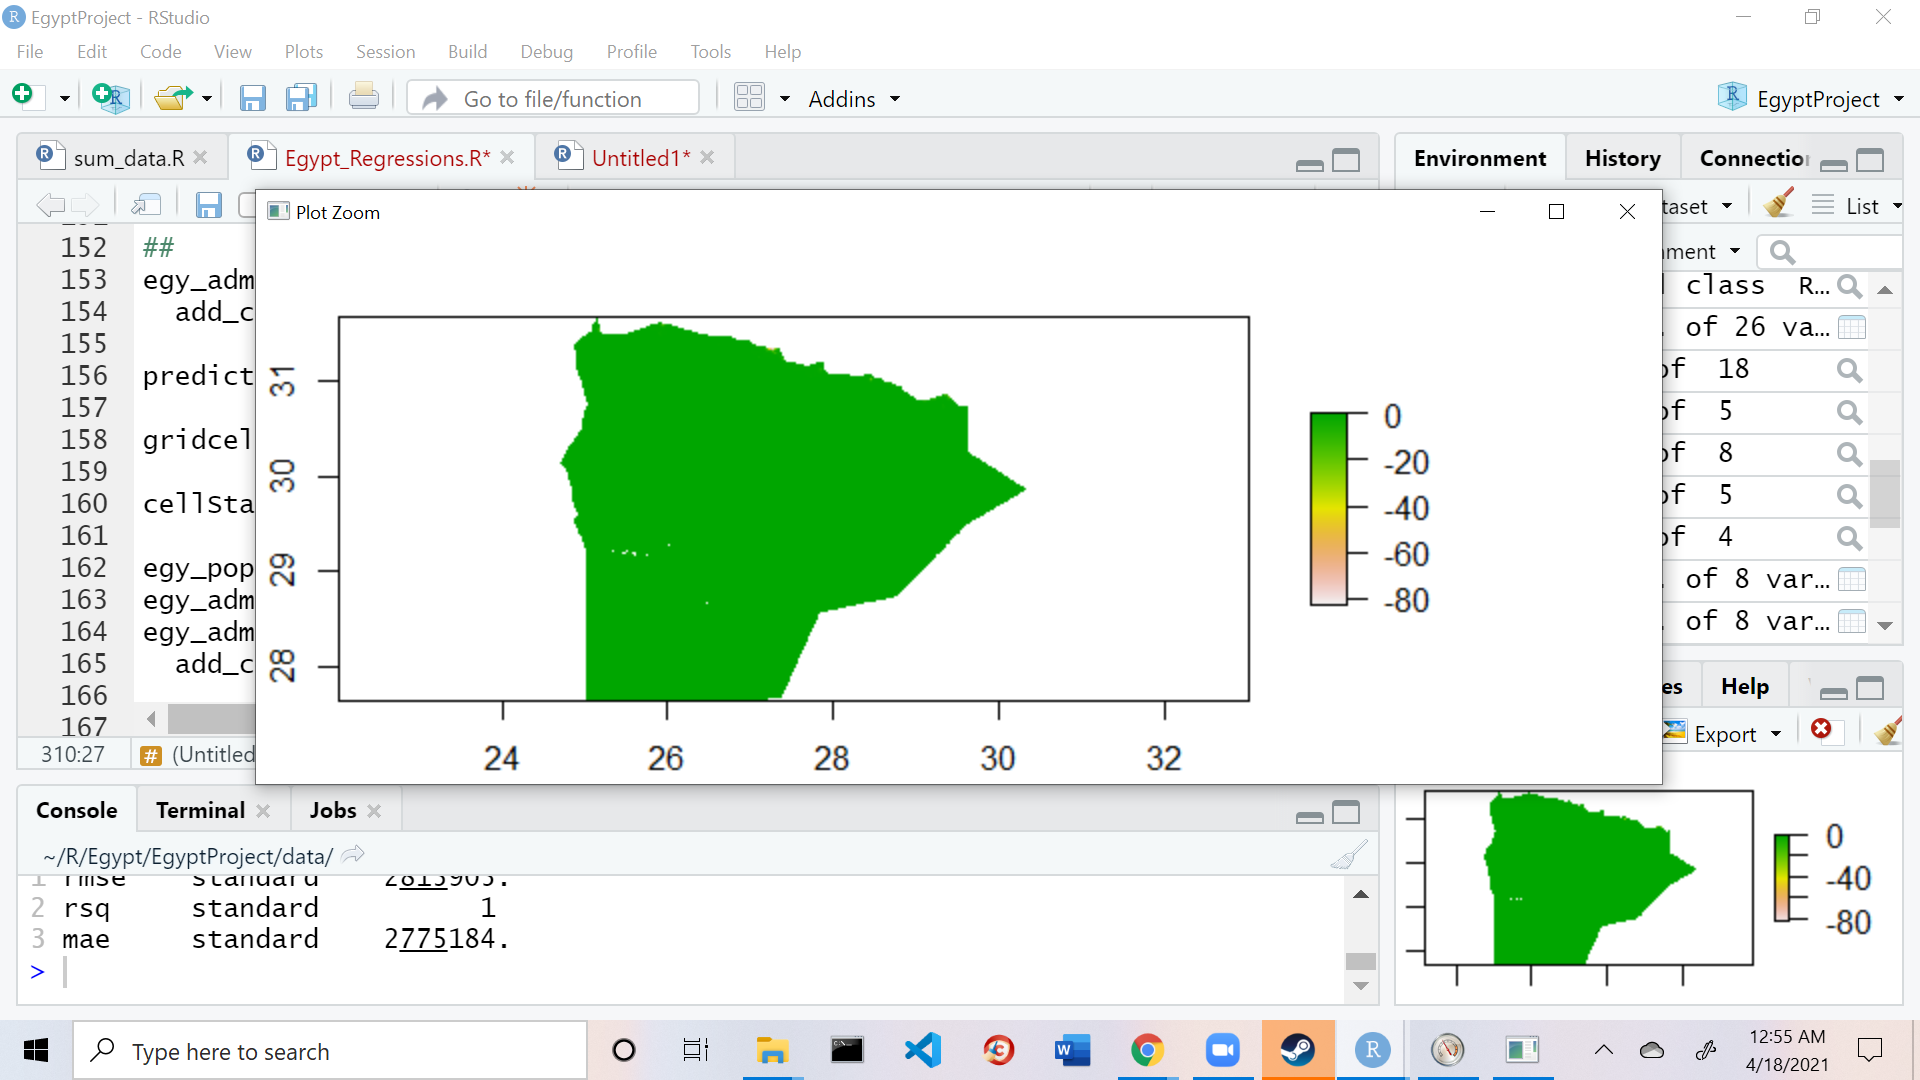 EgyptProject - RStudio
File Edit Code View Plots Session Build Debug Profile Tools Help
Go to file/function Addins EgyptProject
sum_data.R Egypt_Regressions.R* Untitled1*
Environment History Connection
List
Plot Zoom
152 ##
153 egy_adm
154 add_c
155
156 predict
157
158 gridcel
159
160 cellSta
161
162 egy_pop
163 egy_adm
164 egy_adm
165 add_c
166
167
31
30
29
28
24 26 28 30 32
0
-20
-40
-60
-80
class R...
of 26 va...
of 18
of 5
of 8
of 5
of 4
of 8 var...
of 8 var...
310:27 # (Untitled
Help
Export
Console Terminal Jobs
~/R/Egypt/EgyptProject/data/
1 rmse standard 2815903.
2 rsq standard 1
3 mae standard 2775184.
>
0
-40
-80
Type here to search
12:55 AM
4/18/2021